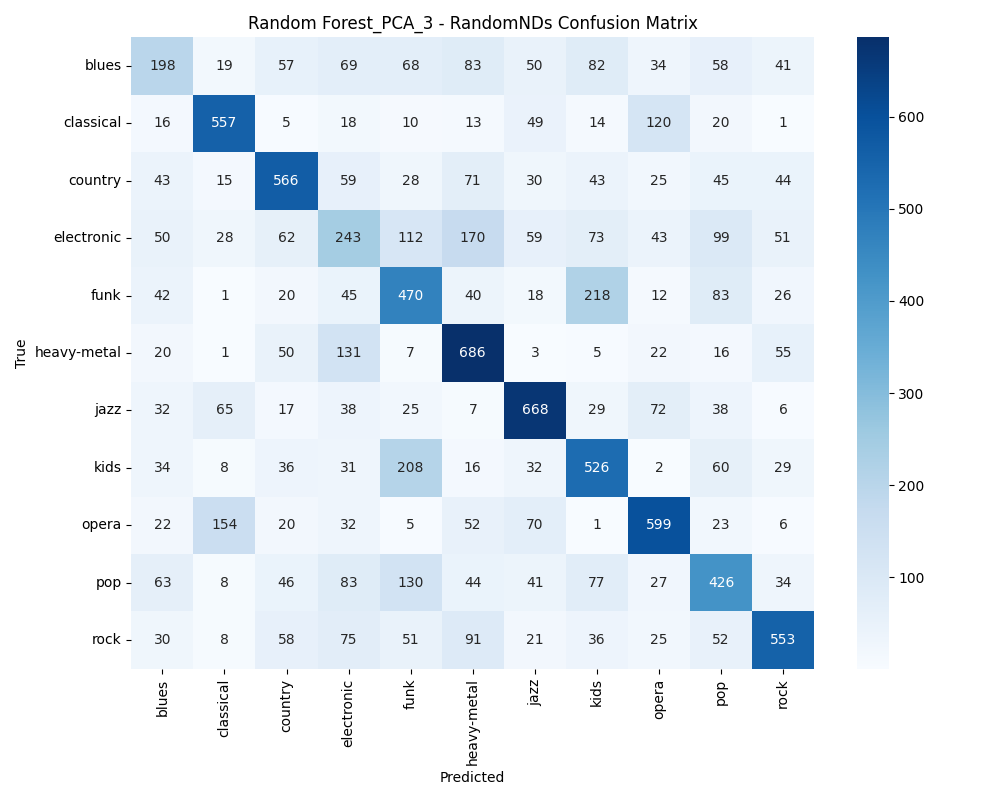 Random Forest_PCA_3 - RandomNDs Confusion Matrix
blues 198 19 57 69 68 83 50 82 34 58 41
classical 16 557 5 18 10 13 49 14 120 20 1
country 43 15 566 59 28 71 30 43 25 45 44
electronic 50 28 62 243 112 170 59 73 43 99 51
funk 42 1 20 45 470 40 18 218 12 83 26
heavy-metal 20 1 50 131 7 686 3 5 22 16 55
jazz 32 65 17 38 25 7 668 29 72 38 6
kids 34 8 36 31 208 16 32 526 2 60 29
opera 22 154 20 32 5 52 70 1 599 23 6
pop 63 8 46 83 130 44 41 77 27 426 34
rock 30 8 58 75 51 91 21 36 25 52 553
True
blues classical country electronic funk heavy-metal jazz kids opera pop rock
Predicted
600
500
400
300
200
100